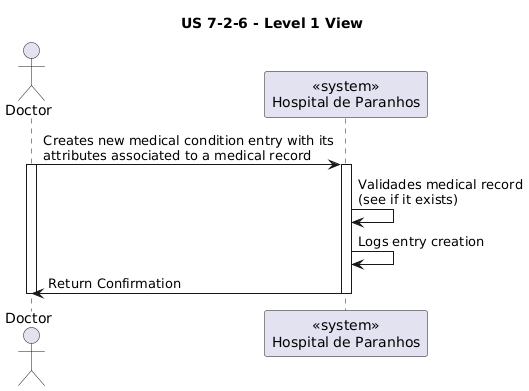 US 7-2-6 - Level 1 View
Doctor
«system»
Hospital de Paranhos
Creates new medical condition entry with its
attributes associated to a medical record
Validades medical record
(see if it exists)
Logs entry creation
Return Confirmation
Doctor
«system»
Hospital de Paranhos